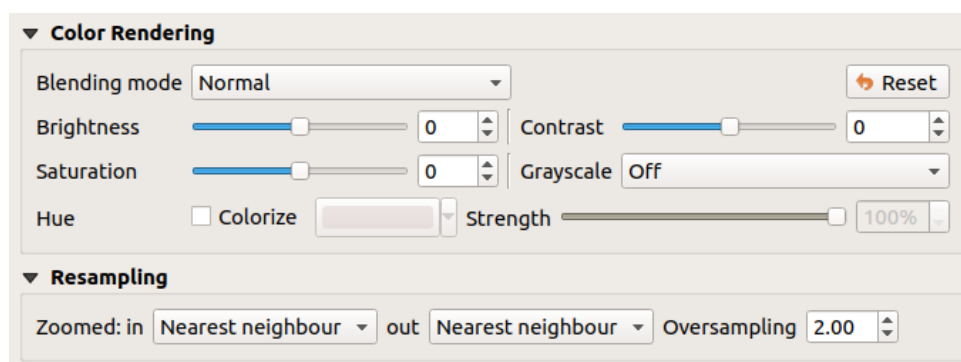 Color Rendering
Blending mode Normal Reset
Brightness 0 Contrast 0
Saturation 0 Grayscale Off
Hue Colorize Strength 100%
Resampling
Zoomed: in Nearest neighbour out Nearest neighbour Oversampling 2.00